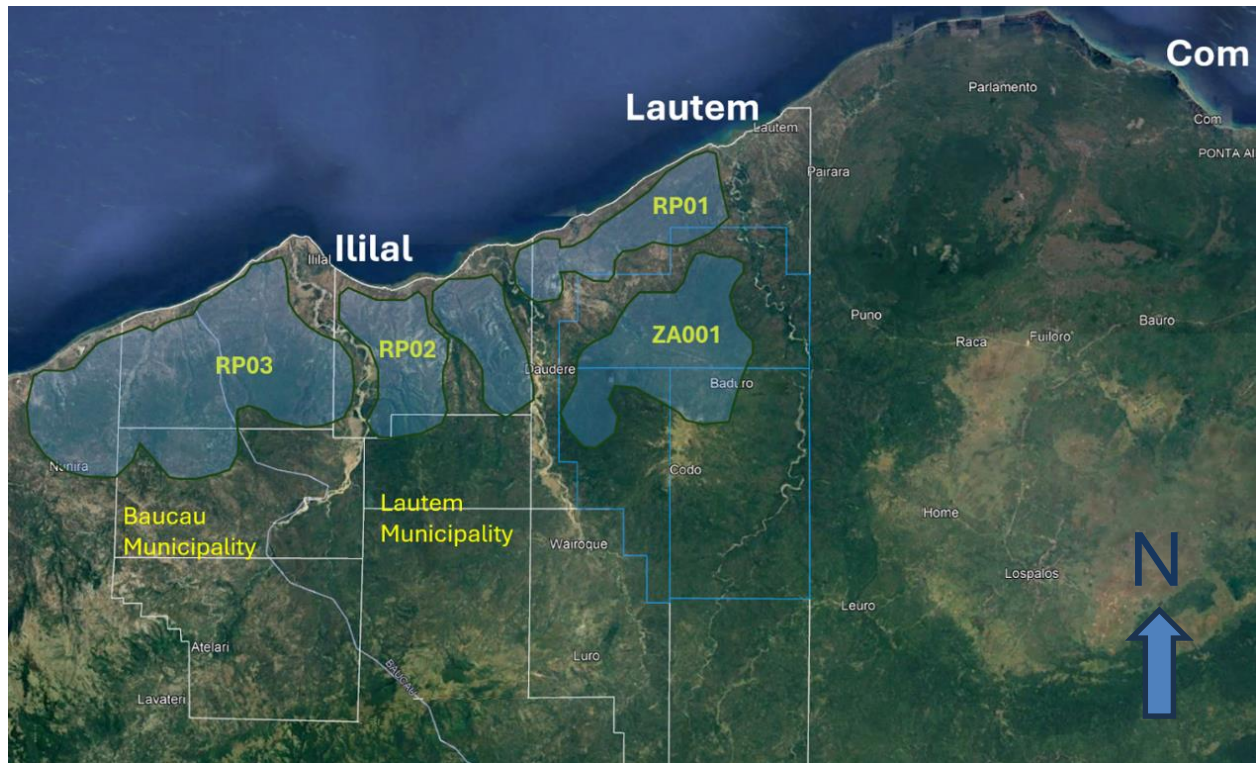 Com
Parlamento
Lautem
Lautem
Com
PONTA AI
Pairara
RP01
Ililal
Ililal
ZA001
Puno
Baüro
Fuiloro
Raca
RP02
RP03
Daudere
Baduro
Nunira
Codo
Baucau
Municipality
Lautem
Municipality
Home
N
Wairoque
Lospalos
Leuro
Atelari
Luro
BAUCAU
Lavateri